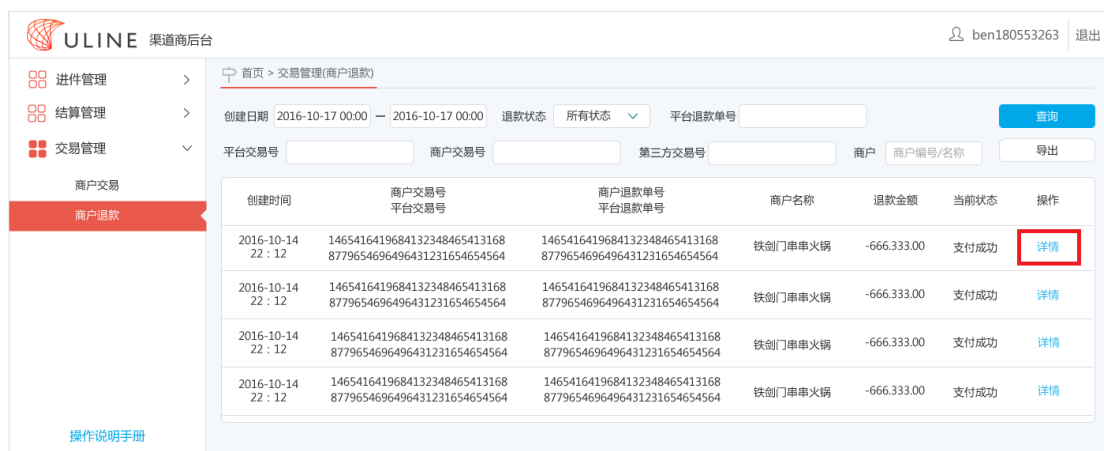 ULINE 渠道商后台
ben180553263 退出
进件管理
结算管理
交易管理
商户交易
商户退款
操作说明手册
首页 > 交易管理(商户退款)
创建日期 2016-10-17 00:00 — 2016-10-17 00:00 退款状态 所有状态 平台退款单号 查询
平台交易号 商户交易号 第三方交易号 商户 商户编号/名称 导出
创建时间 商户交易号 商户退款单号 商户名称 退款金额 当前状态 操作
平台交易号 平台退款单号
2016-10-14 1465416419684132348465413168 1465416419684132348465413168 铁剑门串串火锅 -666.333.00 支付成功 详情
22：12 8779654696496431231654654564 8779654696496431231654654564
2016-10-14 1465416419684132348465413168 1465416419684132348465413168 铁剑门串串火锅 -666.333.00 支付成功 详情
22：12 8779654696496431231654654564 8779654696496431231654654564
2016-10-14 1465416419684132348465413168 1465416419684132348465413168 铁剑门串串火锅 -666.333.00 支付成功 详情
22：12 8779654696496431231654654564 8779654696496431231654654564
2016-10-14 1465416419684132348465413168 1465416419684132348465413168 铁剑门串串火锅 -666.333.00 支付成功 详情
22：12 8779654696496431231654654564 8779654696496431231654654564